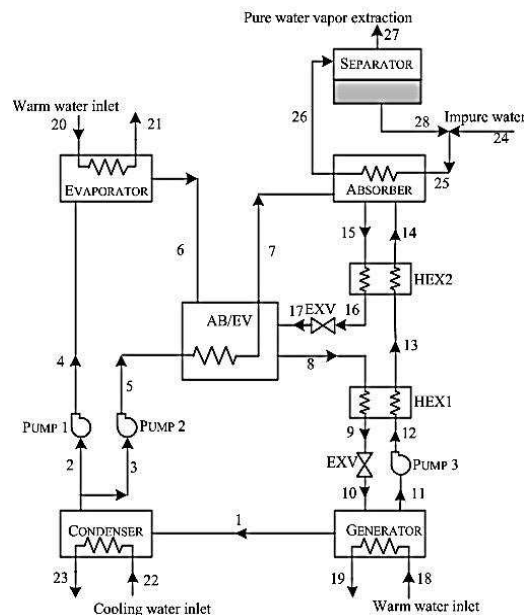 Pure water vapor extraction
27
SEPARATOR
Warm water inlet
20
21
26
28
Impure water
24
25
EVAPORATOR
ABSORBER
6
7
15
14
HEX2
17
EXV
16
AB/EV
4
5
8
13
HEX1
PUMP 1
PUMP 2
9
12
EXV
PUMP 3
2
3
10
11
CONDENSER
1
GENERATOR
23
22
19
18
Cooling water inlet
Warm water inlet